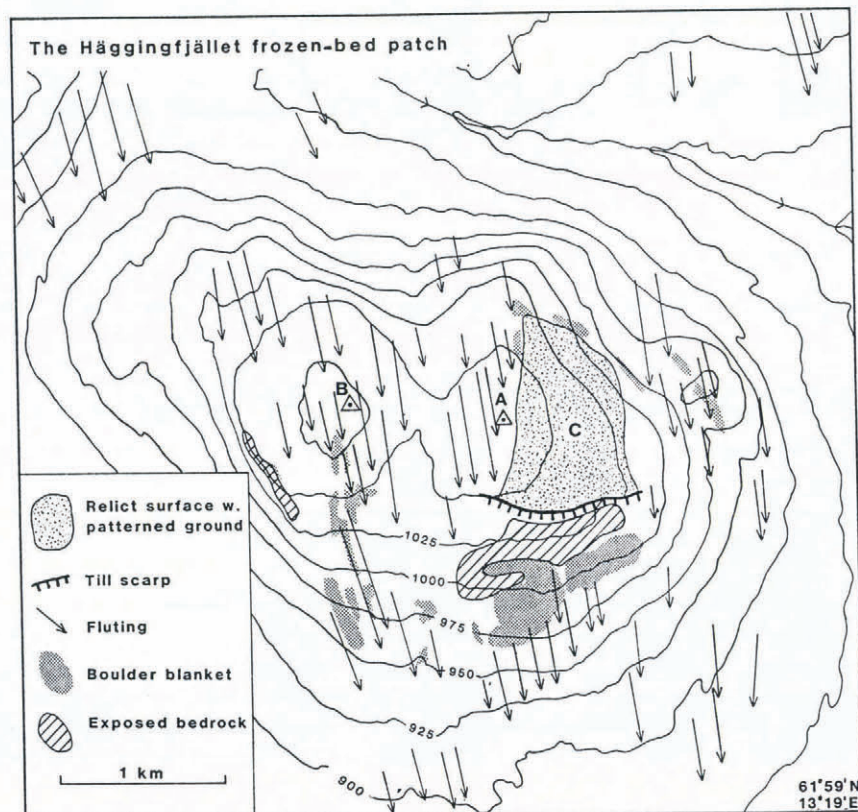 The Häggingfjället frozen-bed patch
B
A
C
1025
1000
975
950
925
900
Relict surface w.
patterned ground
Till scarp
Fluting
Boulder blanket
Exposed bedrock
1 km
61°59'N
13°19'E